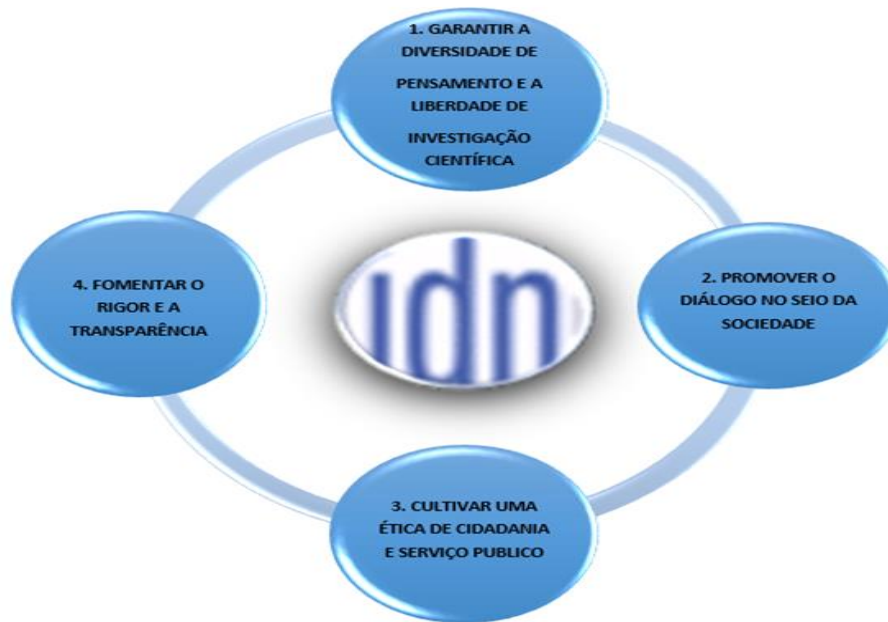 1. GARANTIR A
DIVERSIDADE DE
PENSAMENTO E A
LIBERDADE DE
INVESTIGAÇÃO
CIENTÍFICA
2. PROMOVER O
DIÁLOGO NO SEIO DA
SOCIEDADE
3. CULTIVAR UMA
ÉTICA DE CIDADANIA
E SERVIÇO PUBLICO
4. FOMENTAR O
RIGOR E A
TRANSPARÊNCIA
idn